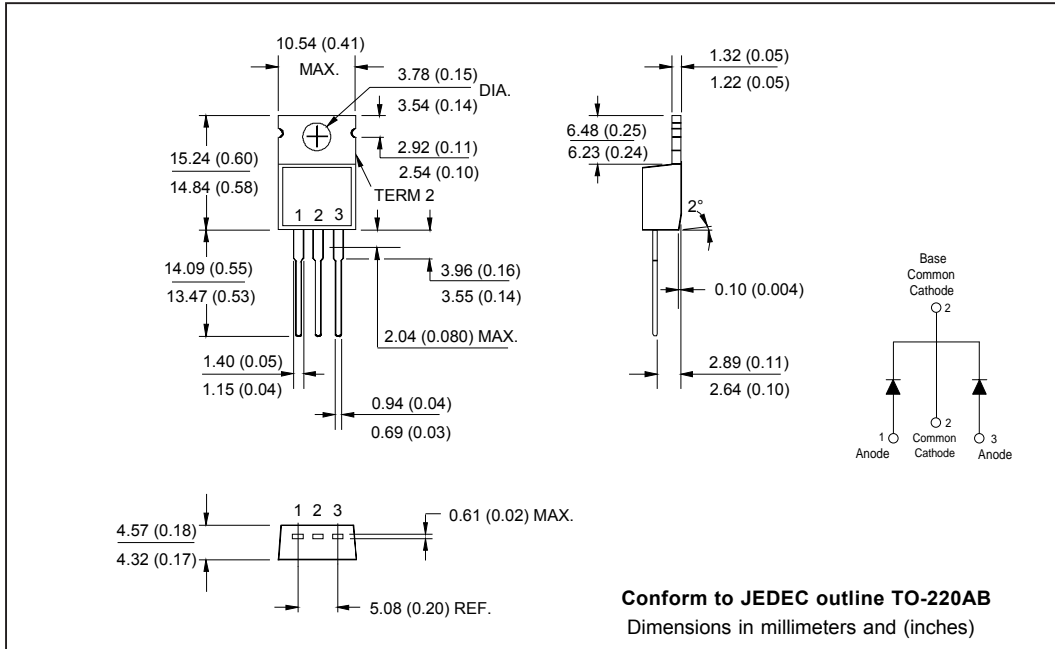 10.54 (0.41)
MAX.
3.78 (0.15)
DIA.
3.54 (0.14)
2.92 (0.11)
2.54 (0.10)
TERM 2
15.24 (0.60)
14.84 (0.58)
1 2 3
14.09 (0.55)
13.47 (0.53)
3.96 (0.16)
3.55 (0.14)
2.04 (0.080) MAX.
1.40 (0.05)
1.15 (0.04)
0.94 (0.04)
0.69 (0.03)
1.32 (0.05)
1.22 (0.05)
6.48 (0.25)
6.23 (0.24)
2°
0.10 (0.004)
2.89 (0.11)
2.64 (0.10)
Base
Common
Cathode
2
2
1
Anode
Common
Cathode
3
Anode
1 2 3
4.57 (0.18)
4.32 (0.17)
0.61 (0.02) MAX.
5.08 (0.20) REF.
Conform to JEDEC outline TO-220AB
Dimensions in millimeters and (inches)